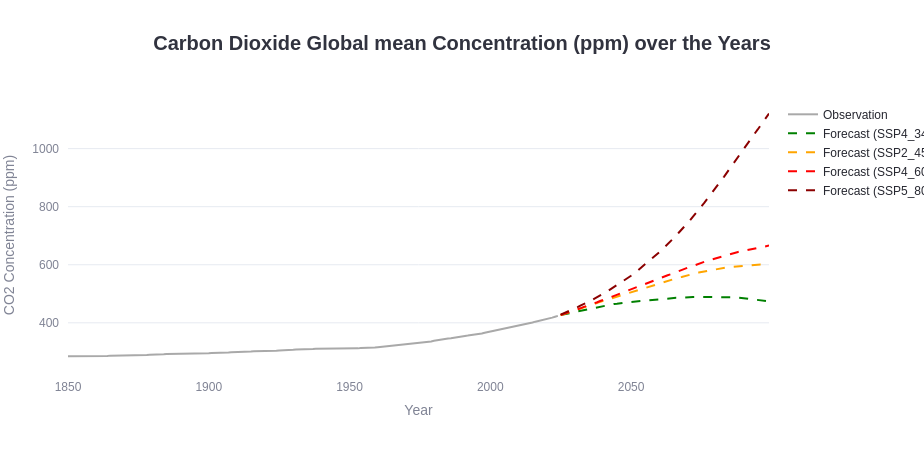 Carbon Dioxide Global mean Concentration (ppm) over the Years
CO2 Concentration (ppm)
1000
800
600
400
1850
1900
1950
2000
2050
Year
Observation
Forecast (SSP4_34
Forecast (SSP2_45
Forecast (SSP4_60
Forecast (SSP5_80